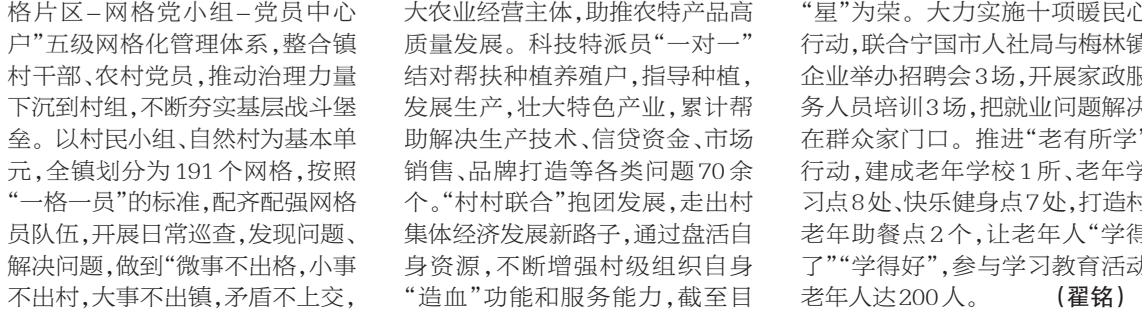 格片区–网格党小组–党员中心
户”五级网格化管理体系，整合镇
村干部、农村党员，推动治理力量
下沉到村组，不断夯实基层战斗堡
垒。以村民小组、自然村为基本单
元，全镇划分为191个网格，按照
“一格一员”的标准，配齐配强网格
员队伍，开展日常巡查，发现问题、
解决问题，做到“微事不出格，小事
不出村，大事不出镇，矛盾不上交，
大农业经营主体，助推农特产品高
质量发展。科技特派员“一对一”
结对帮扶种植养殖户，指导种植，
发展生产，壮大特色产业，累计帮
助解决生产技术、信贷资金、市场
销售、品牌打造等各类问题70余
个。“村村联合”抱团发展，走出村
集体经济发展新路子，通过盘活自
身资源，不断增强村级组织自身
“造血”功能和服务能力，截至目
“星”为荣。大力实施十项暖民心
行动，联合宁国市人社局与梅林镇
企业举办招聘会3场，开展家政服
务人员培训3场，把就业问题解决
在群众家门口。推进“老有所学”
行动，建成老年学校1所、老年学
习点8处、快乐健身点7处，打造村
老年助餐点2个，让老年人“学得
了”“学得好”，参与学习教育活动
老年人达200人。 （翟铭）